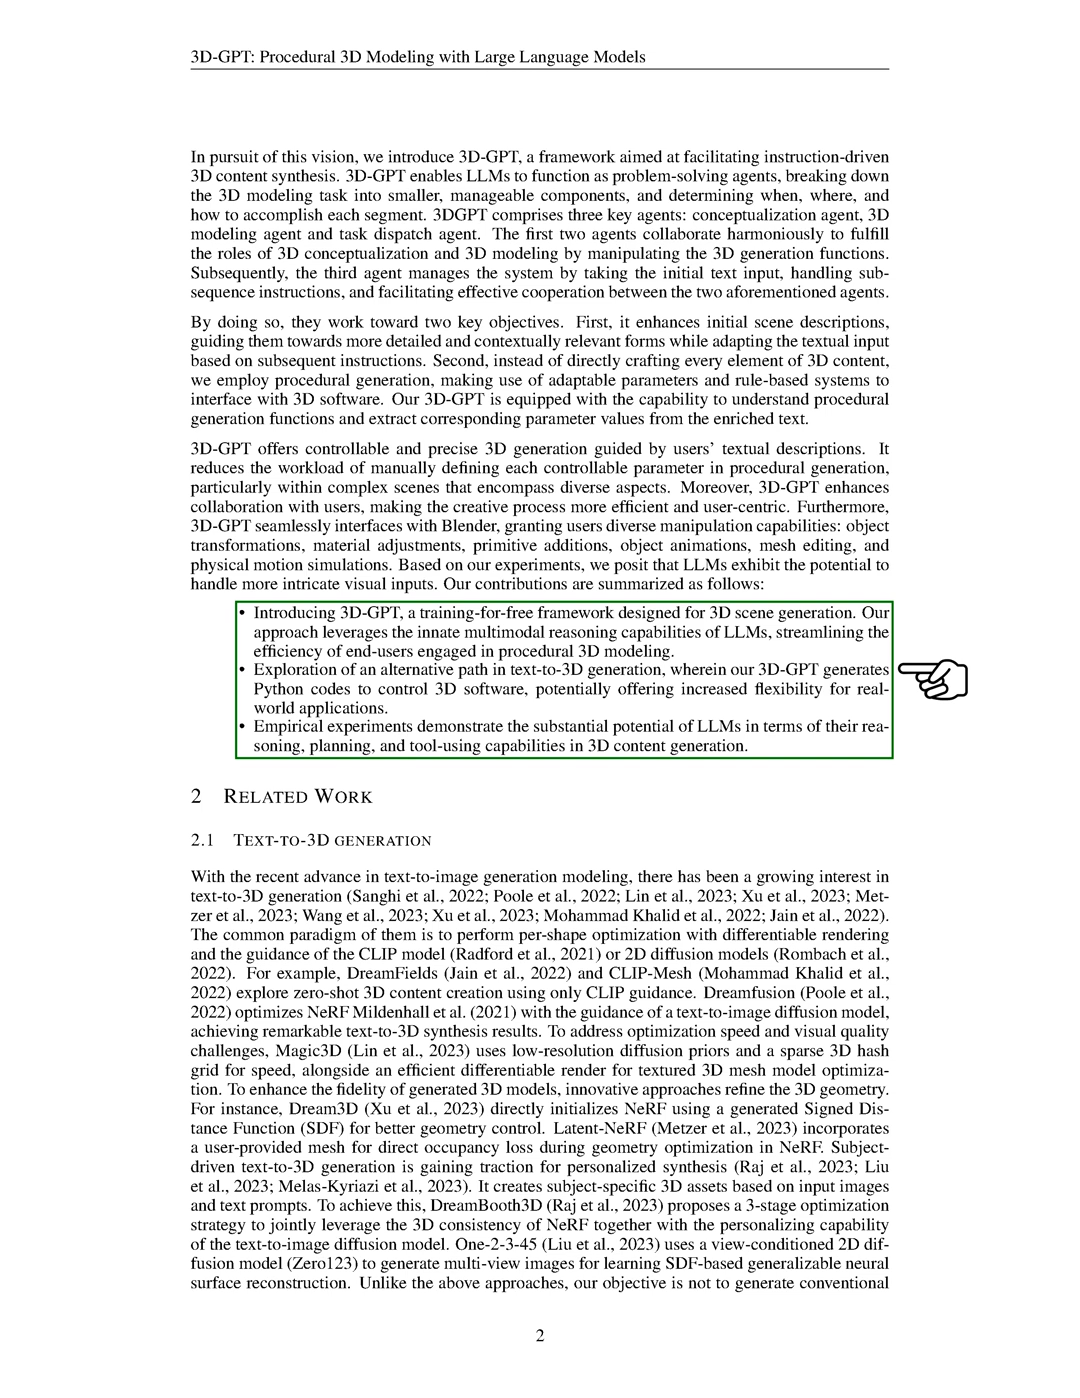 3D-GPT: Procedural 3D Modeling with Large Language Models
In pursuit of this vision, we introduce 3D-GPT, a framework aimed at facilitating instruction-driven
3D content synthesis. 3D-GPT enables LLMs to function as problem-solving agents, breaking down
the 3D modeling task into smaller, manageable components, and determining when, where, and
how to accomplish each segment. 3DGPT comprises three key agents: conceptualization agent, 3D
modeling agent and task dispatch agent. The first two agents collaborate harmoniously to fulfill
the roles of 3D conceptualization and 3D modeling by manipulating the 3D generation functions.
Subsequently, the third agent manages the system by taking the initial text input, handling sub-
sequence instructions, and facilitating effective cooperation between the two aforementioned agents.
By doing so, they work toward two key objectives. First, it enhances initial scene descriptions,
guiding them towards more detailed and contextually relevant forms while adapting the textual input
based on subsequent instructions. Second, instead of directly crafting every element of 3D content,
we employ procedural generation, making use of adaptable parameters and rule-based systems to
interface with 3D software. Our 3D-GPT is equipped with the capability to understand procedural
generation functions and extract corresponding parameter values from the enriched text.
3D-GPT offers controllable and precise 3D generation guided by users' textual descriptions. It
reduces the workload of manually defining each controllable parameter in procedural generation,
particularly within complex scenes that encompass diverse aspects. Moreover, 3D-GPT enhances
collaboration with users, making the creative process more efficient and user-centric. Furthermore,
3D-GPT seamlessly interfaces with Blender, granting users diverse manipulation capabilities: object
transformations, material adjustments, primitive additions, object animations, mesh editing, and
physical motion simulations. Based on our experiments, we posit that LLMs exhibit the potential to
handle more intricate visual inputs. Our contributions are summarized as follows:
• Introducing 3D-GPT, a training-for-free framework designed for 3D scene generation. Our
approach leverages the innate multimodal reasoning capabilities of LLMs, streamlining the
efficiency of end-users engaged in procedural 3D modeling.
• Exploration of an alternative path in text-to-3D generation, wherein our 3D-GPT generates
Python codes to control 3D software, potentially offering increased flexibility for real-
world applications.
• Empirical experiments demonstrate the substantial potential of LLMs in terms of their rea-
soning, planning, and tool-using capabilities in 3D content generation.
2 RELATED WORK
2.1 TEXT-TO-3D GENERATION
With the recent advance in text-to-image generation modeling, there has been a growing interest in
text-to-3D generation (Sanghi et al., 2022; Poole et al., 2022; Lin et al., 2023; Xu et al., 2023; Met-
zer et al., 2023; Wang et al., 2023; Xu et al., 2023; Mohammad Khalid et al., 2022; Jain et al., 2022).
The common paradigm of them is to perform per-shape optimization with differentiable rendering
and the guidance of the CLIP model (Radford et al., 2021) or 2D diffusion models (Rombach et al.,
2022). For example, DreamFields (Jain et al., 2022) and CLIP-Mesh (Mohammad Khalid et al.,
2022) explore zero-shot 3D content creation using only CLIP guidance. Dreamfusion (Poole et al.,
2022) optimizes NeRF Mildenhall et al. (2021) with the guidance of a text-to-image diffusion model,
achieving remarkable text-to-3D synthesis results. To address optimization speed and visual quality
challenges, Magic3D (Lin et al., 2023) uses low-resolution diffusion priors and a sparse 3D hash
grid for speed, alongside an efficient differentiable render for textured 3D mesh model optimiza-
tion. To enhance the fidelity of generated 3D models, innovative approaches refine the 3D geometry.
For instance, Dream3D (Xu et al., 2023) directly initializes NeRF using a generated Signed Dis-
tance Function (SDF) for better geometry control. Latent-NeRF (Metzer et al., 2023) incorporates
a user-provided mesh for direct occupancy loss during geometry optimization in NeRF. Subject-
driven text-to-3D generation is gaining traction for personalized synthesis (Raj et al., 2023; Liu
et al., 2023; Melas-Kyriazi et al., 2023). It creates subject-specific 3D assets based on input images
and text prompts. To achieve this, DreamBooth3D (Raj et al., 2023) proposes a 3-stage optimization
strategy to jointly leverage the 3D consistency of NeRF together with the personalizing capability
of the text-to-image diffusion model. One-2-3-45 (Liu et al., 2023) uses a view-conditioned 2D dif-
fusion model (Zero123) to generate multi-view images for learning SDF-based generalizable neural
surface reconstruction. Unlike the above approaches, our objective is not to generate conventional
2